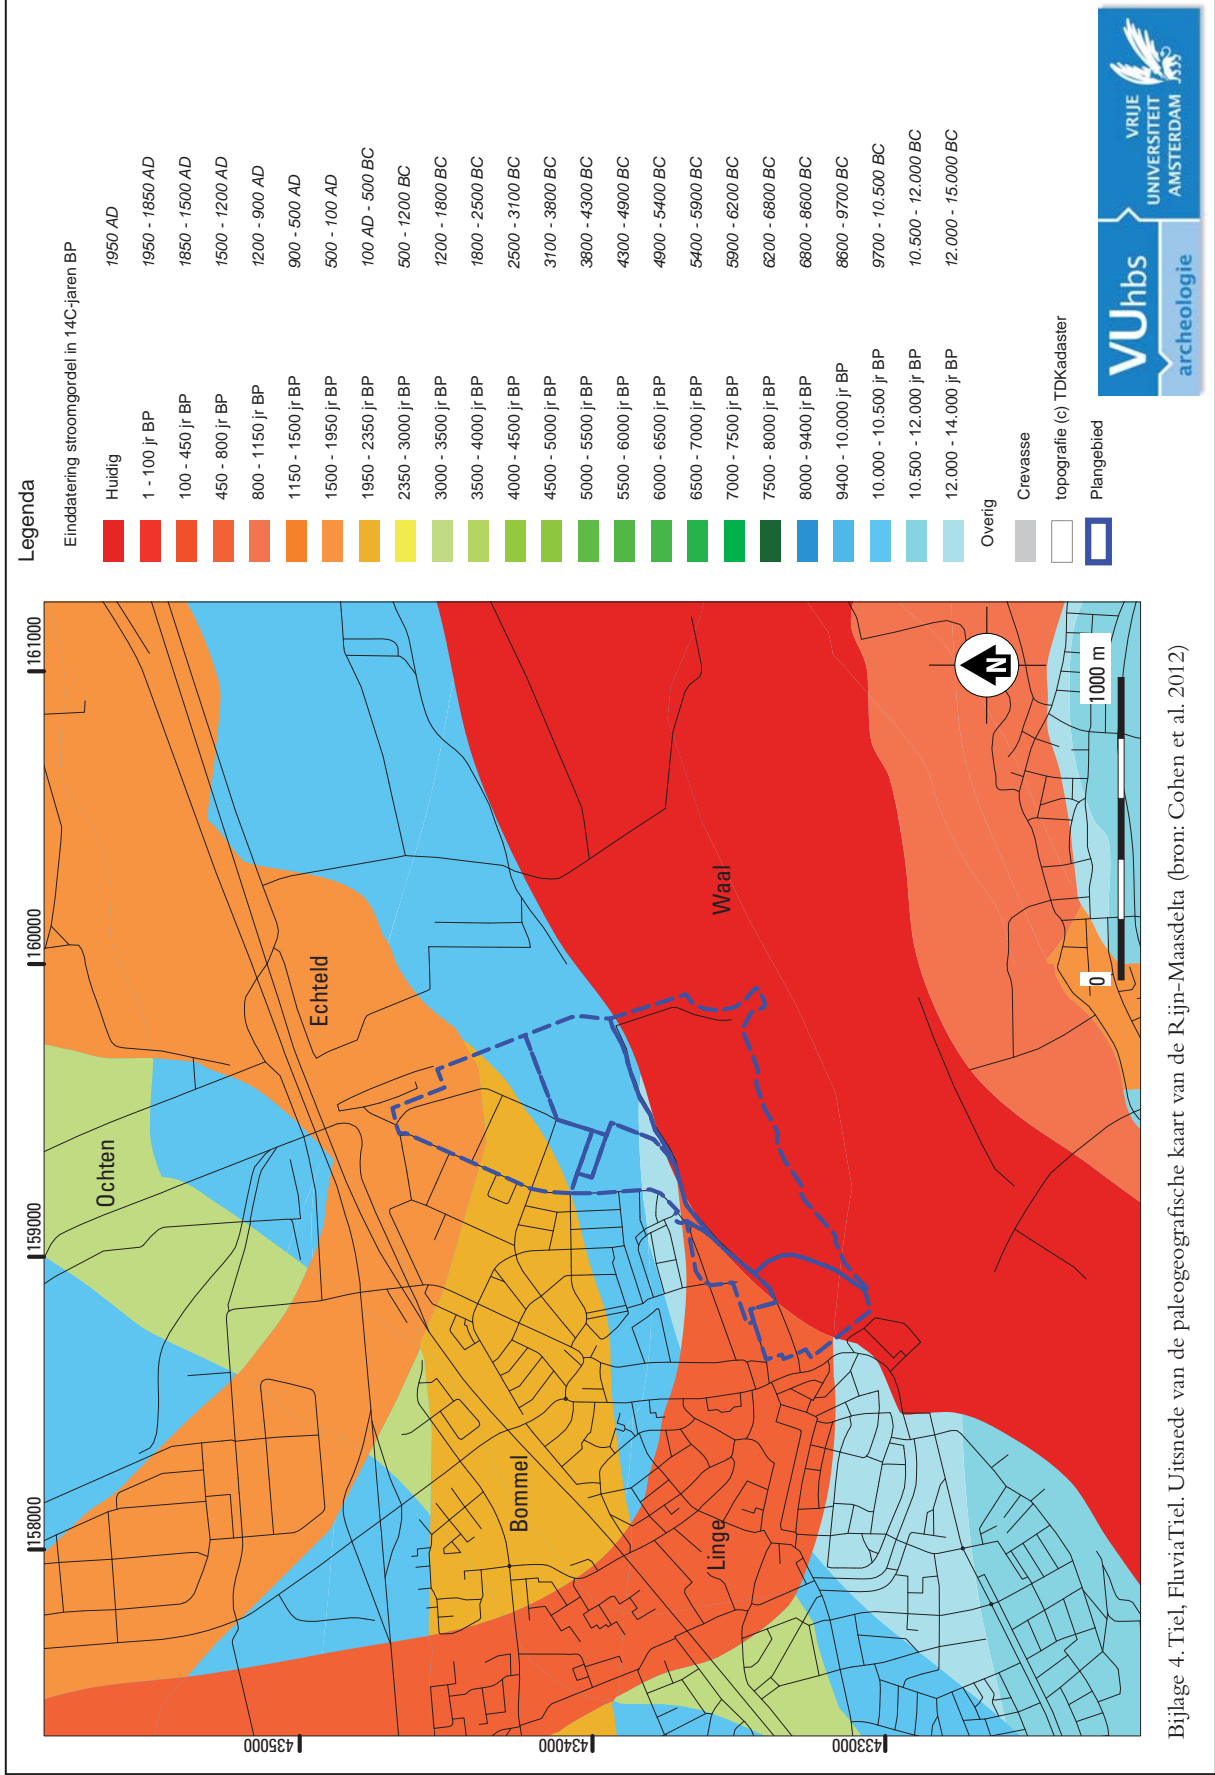 Legenda
Einddatering stroomgordel in 14C-jaren BP
Huidig 1950 AD
1 - 100 jr BP 1950 - 1850 AD
100 - 450 jr BP 1850 - 1500 AD
450 - 800 jr BP 1500 - 1200 AD
800 - 1150 jr BP 1200 - 900 AD
1150 - 1500 jr BP 900 - 500 AD
1500 - 1950 jr BP 500 - 100 AD
1950 - 2350 jr BP 100 AD - 500 BC
2350 - 3000 jr BP 500 - 1200 BC
3000 - 3500 jr BP 1200 - 1800 BC
3500 - 4000 jr BP 1800 - 2500 BC
4000 - 4500 jr BP 2500 - 3100 BC
4500 - 5000 jr BP 3100 - 3800 BC
5000 - 5500 jr BP 3800 - 4300 BC
5500 - 6000 jr BP 4300 - 4900 BC
6000 - 6500 jr BP 4900 - 5400 BC
6500 - 7000 jr BP 5400 - 5900 BC
7000 - 7500 jr BP 5900 - 6200 BC
7500 - 8000 jr BP 6200 - 6800 BC
8000 - 9400 jr BP 6800 - 8600 BC
9400 - 10.000 jr BP 8600 - 9700 BC
10.000 - 10.500 jr BP 9700 - 10.500 BC
10.500 - 12.000 jr BP 10.500 - 12.000 BC
12.000 - 14.000 jr BP 12.000 - 15.000 BC
Overig
Crevasse
topografie (c) TDKadaster
Plangebied
VUhbs
archeologie
VRIJE
UNIVERSITEIT
AMSTERDAM
158000
159000
160000
161000
435000
434000
433000
Ochten
Echteld
Bommel
Linge
Waal
N
0
1000 m
Bijlage 4. Tiel, FluviaTiel. Uitsnede van de paleogeografische kaart van de Rijn-Maasdelta (bron: Cohen et al. 2012)